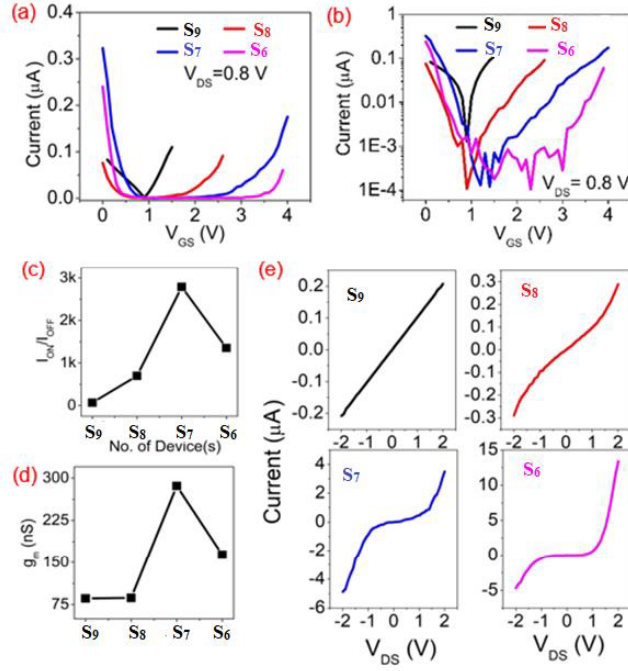 (a)
S9
S8
S7
S6
VDS=0.8 V
0.4
0.3
0.2
0.1
0.0
Current (µA)
0
1
2
3
4
VGS (V)
(b)
S9
S8
S7
S6
1
0.1
0.01
1E-3
1E-4
Current (µA)
VDS = 0.8 V
0
1
2
3
4
VGS (V)
(c)
3k
2k
1k
0
ION/IOFF
S9
S8
S7
S6
No. of Device(s)
(d)
300
225
150
75
gm (nS)
S9
S8
S7
S6
(e)
Current (µA)
S9
0.2
0.1
0.0
-0.1
-0.2
-2
-1
0
1
2
S8
0.3
0.2
0.1
0.0
-0.1
-0.2
-0.3
-2
-1
0
1
2
S7
4
2
0
-2
-4
-6
-2
-1
0
1
2
VDS (V)
S6
15
10
5
0
-5
-2
-1
0
1
2
VDS (V)